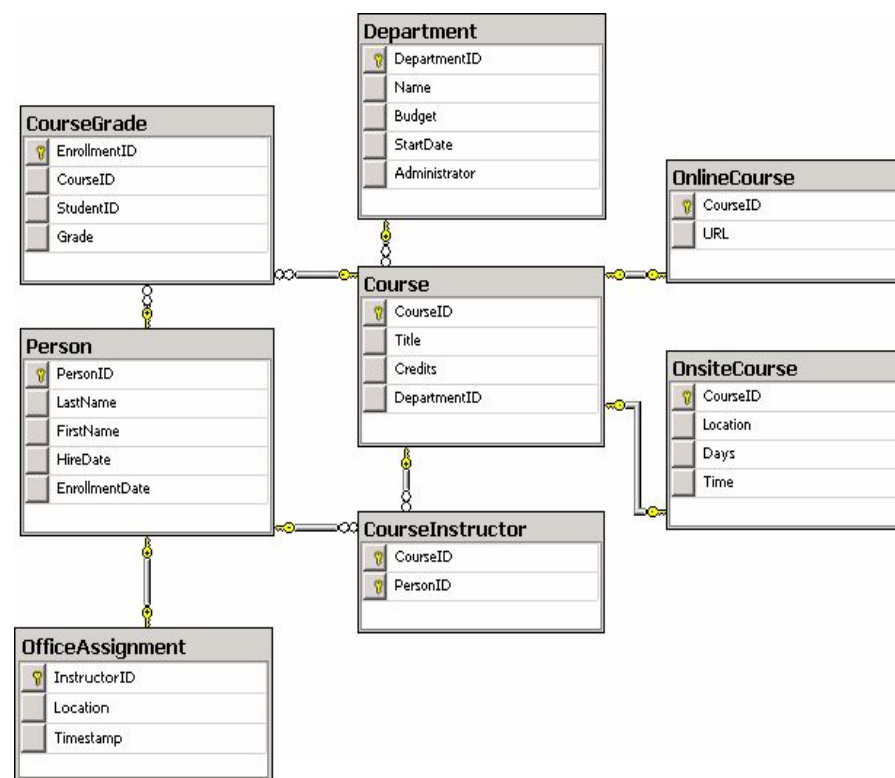 Department
DepartmentID
Name
Budget
StartDate
Administrator
CourseGrade
EnrollmentID
CourseID
StudentID
Grade
OnlineCourse
CourseID
URL
Course
CourseID
Title
Credits
DepartmentID
Person
PersonID
LastName
FirstName
HireDate
EnrollmentDate
OnsiteCourse
CourseID
Location
Days
Time
CourseInstructor
CourseID
PersonID
OfficeAssignment
InstructorID
Location
Timestamp